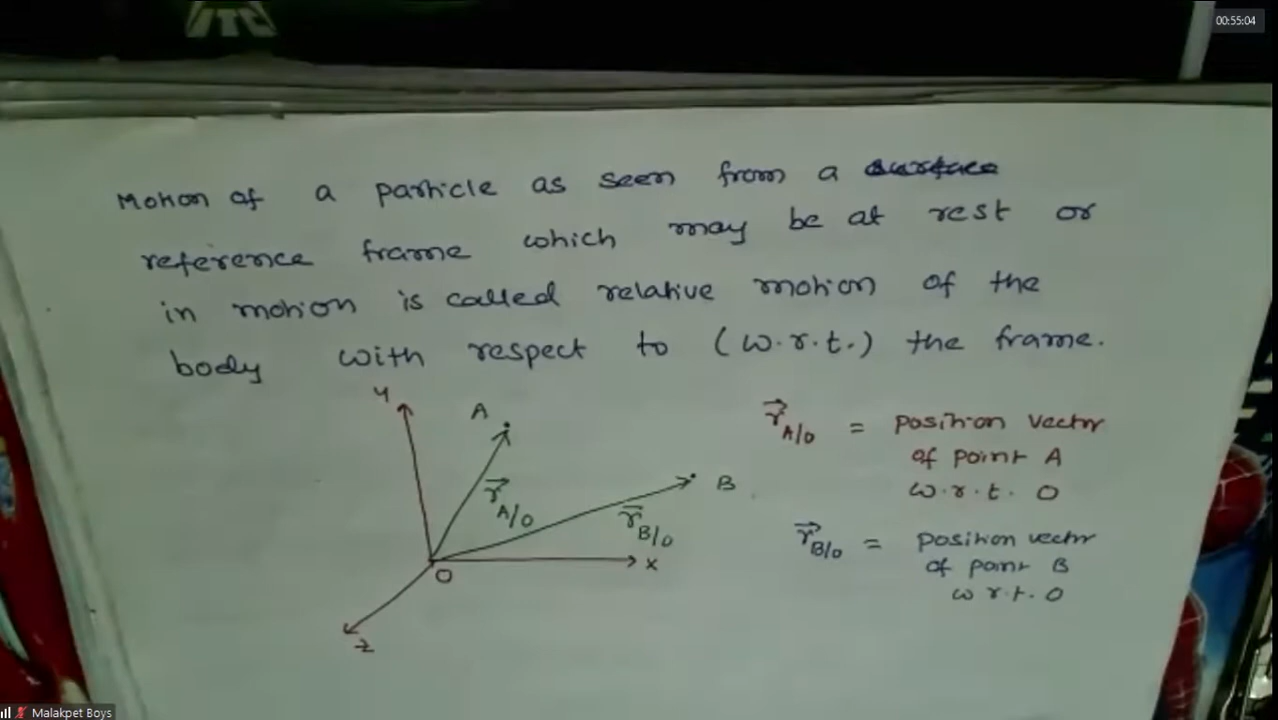 ITC
00:55:04
Motion of a particle as seen from a
reference frame which may be at rest or
in motion is called relative motion of the
body with respect to (w.r.t.) the frame.
y
A
r⃗A/O
B
r̅B/O
O
x
z
r⃗A/O = position vector
of point A
w.r.t. O
r⃗B/O = position vector
of point B
w r.t. O
Malakpet Boys